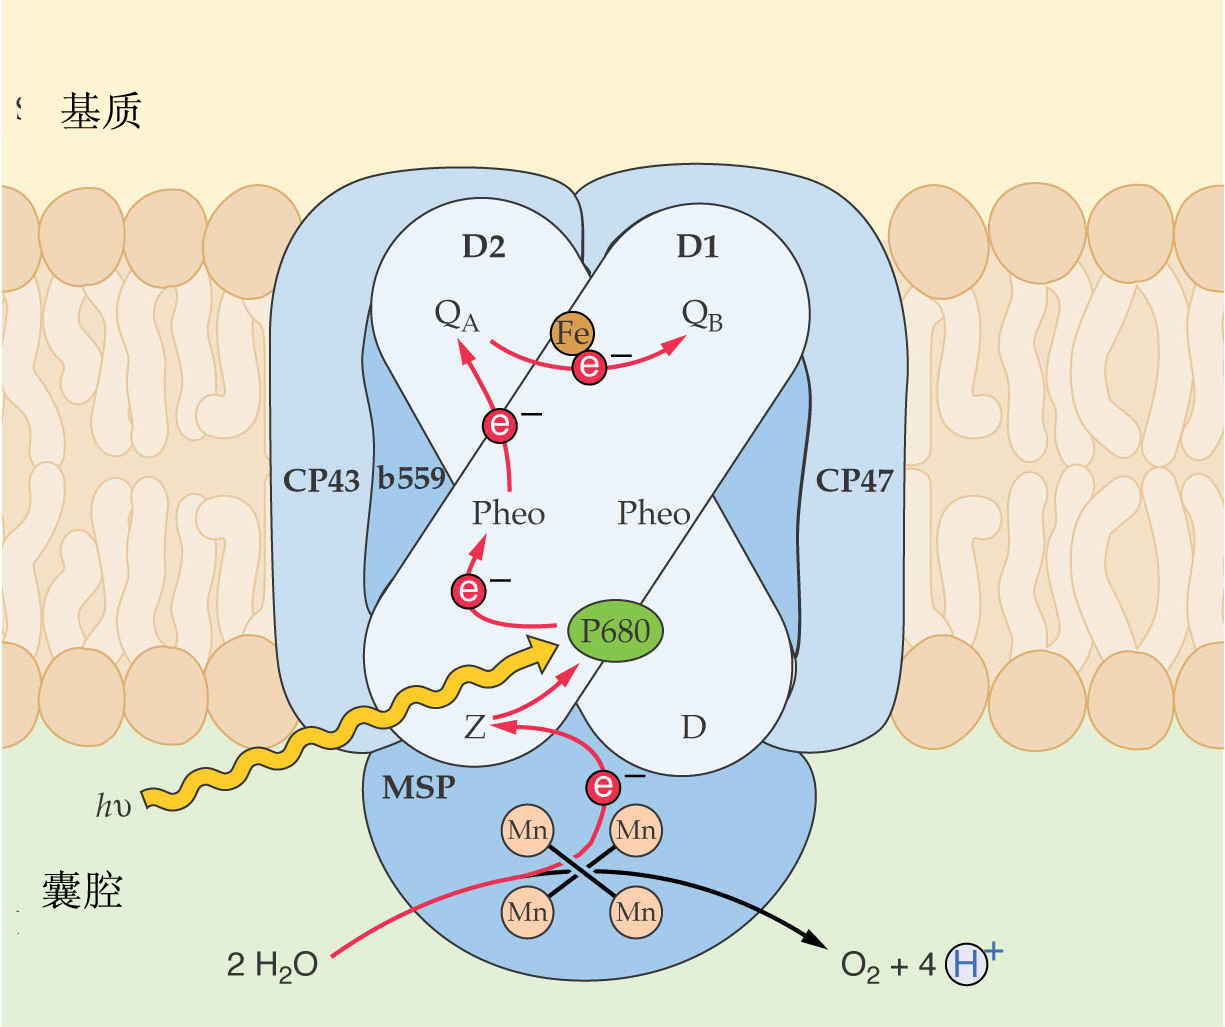 基质
D2 D1
QA Fe QB
e−
e−
CP43 b559 CP47
Pheo Pheo
e−
P680
Z D
MSP e−
hυ
Mn Mn
囊腔
Mn Mn
2 H2O O2 + 4 H+